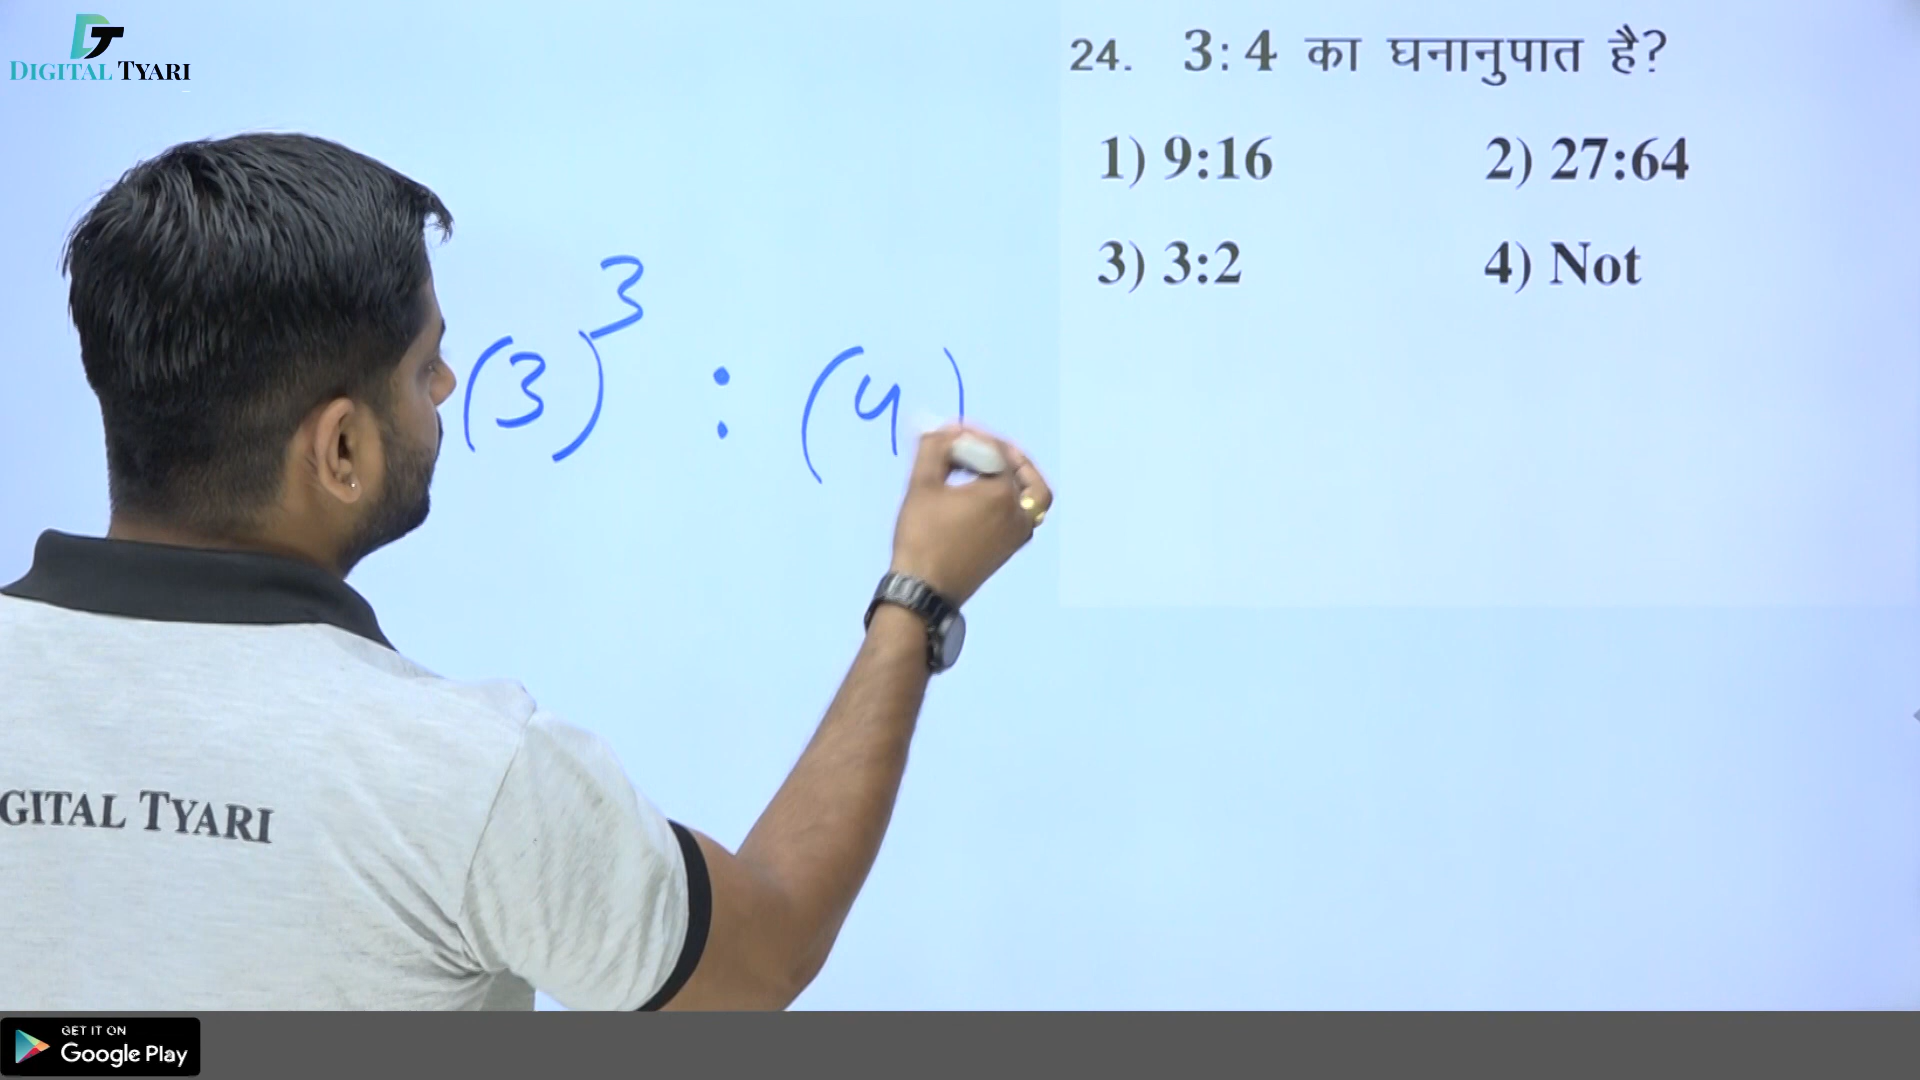 DT
DIGITAL TYARI
24. 3:4 का घनानुपात है?
1) 9:16 2) 27:64
3) 3:2 4) Not
(3)³ : (4)
GITAL TYARI
GET IT ON
Google Play